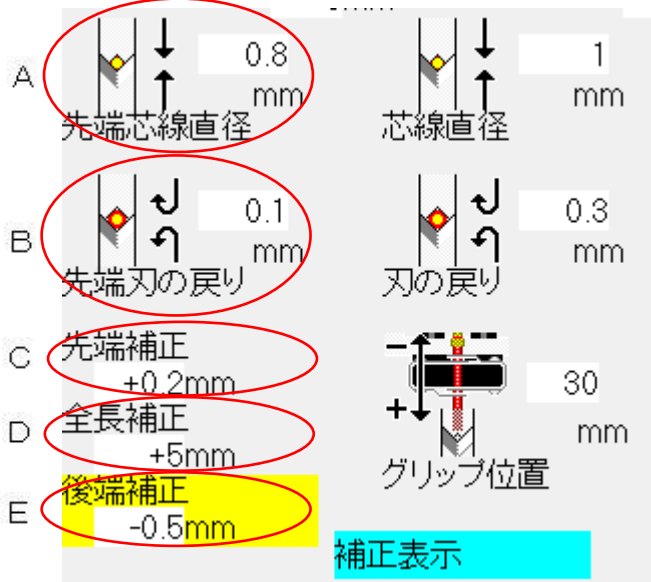 A
0.8
mm
先端芯線直径
1
mm
芯線直径
B
0.1
mm
先端刃の戻り
0.3
mm
刃の戻り
C
先端補正
+0.2mm
D
全長補正
+5mm
E
後端補正
-0.5mm
−
+
30
mm
グリップ位置
補正表示